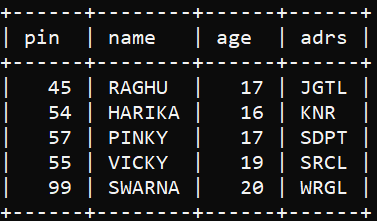 +------+--------+------+------+
| pin  | name   | age  | adrs |
+------+--------+------+------+
|   45 | RAGHU  |   17 | JGTL |
|   54 | HARIKA |   16 | KNR  |
|   57 | PINKY  |   17 | SDPT |
|   55 | VICKY  |   19 | SRCL |
|   99 | SWARNA |   20 | WRGL |
+------+--------+------+------+